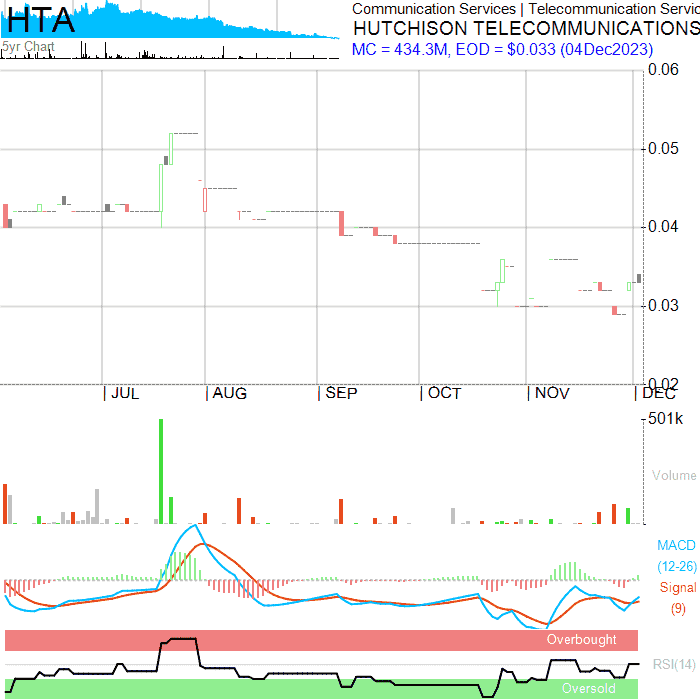 HTA
5yr Chart
Communication Services | Telecommunication Servic
HUTCHISON TELECOMMUNICATIONS
MC = 434.3M, EOD = $0.033 (04Dec2023)
0.06
0.05
0.04
0.03
0.02
JUL AUG SEP OCT NOV DEC
501k
Volume
MACD
(12-26)
Signal
(9)
Overbought
RSI(14)
Oversold